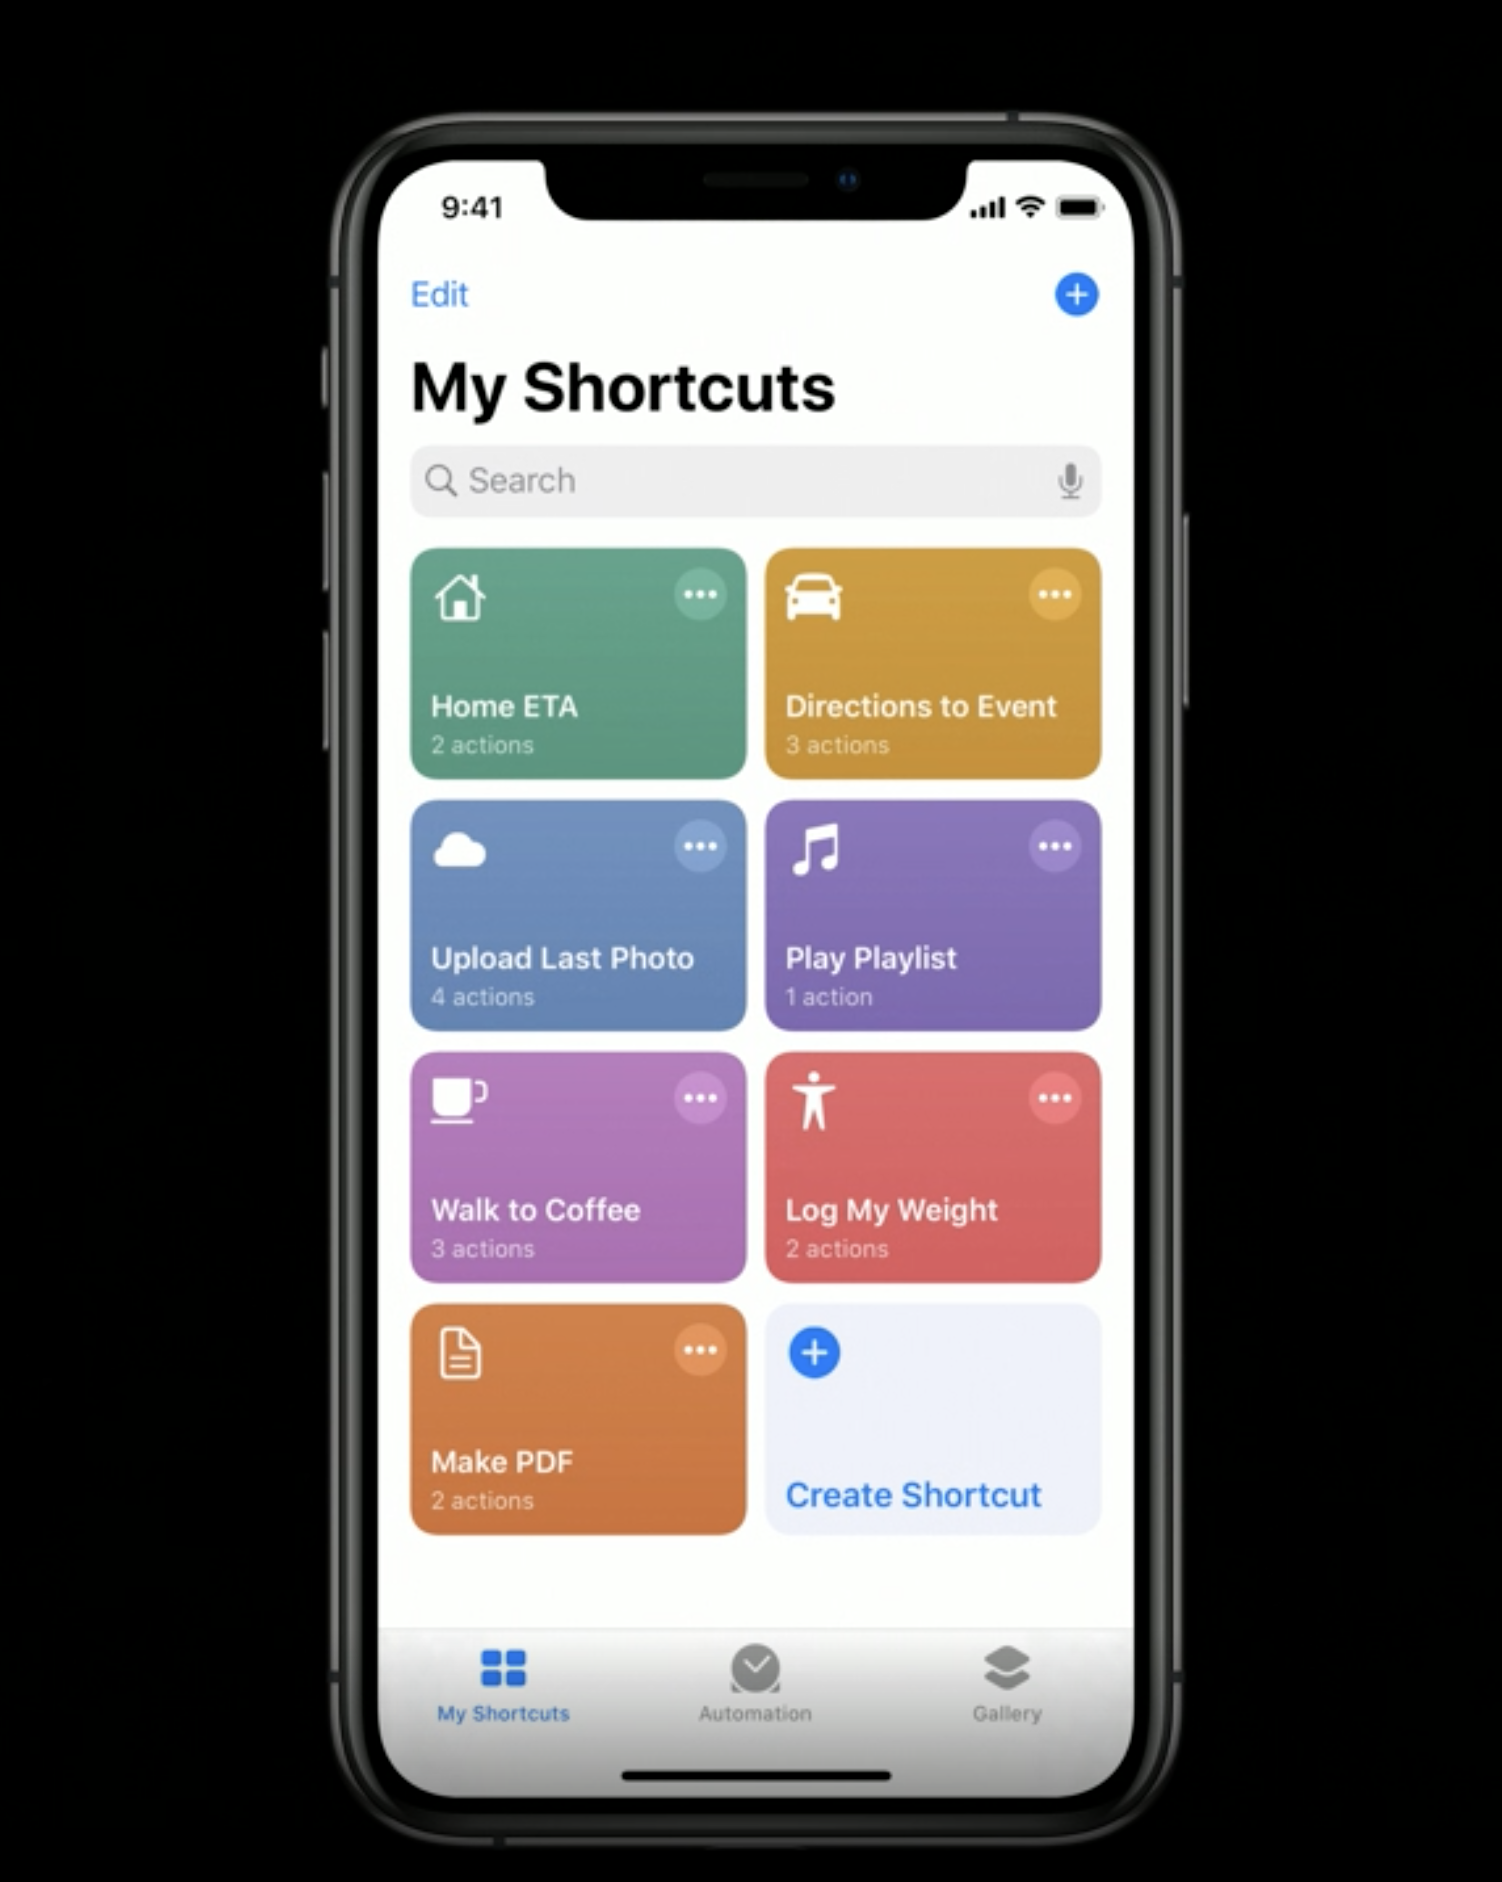 9:41
Edit
My Shortcuts
Search
Home ETA
2 actions
Directions to Event
3 actions
Upload Last Photo
4 actions
Play Playlist
1 action
Walk to Coffee
3 actions
Log My Weight
2 actions
Make PDF
2 actions
Create Shortcut
My Shortcuts
Automation
Gallery